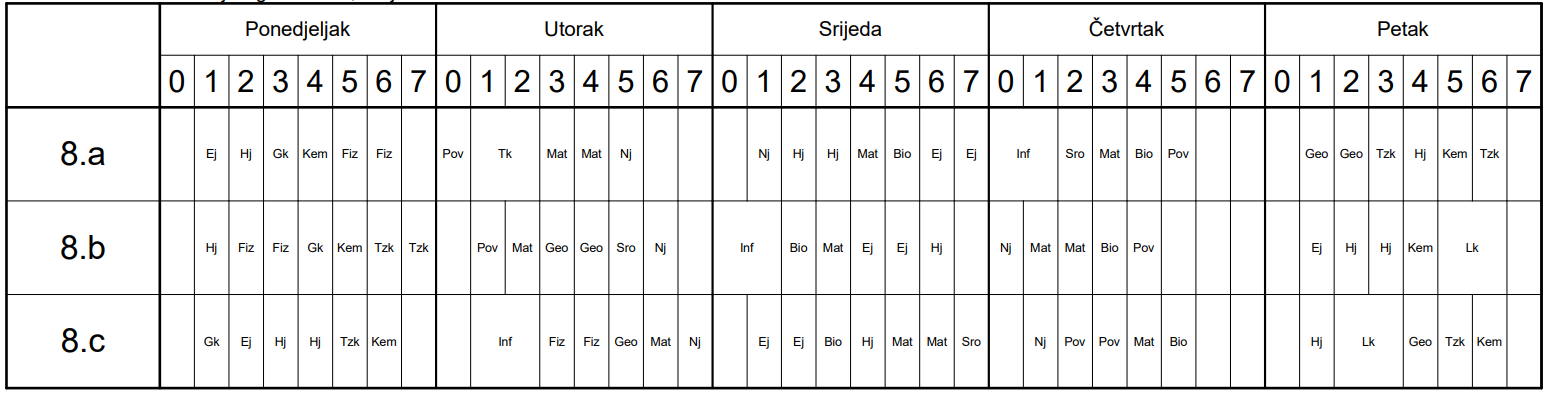 Ponedjeljak Utorak Srijeda Četvrtak Petak
0 1 2 3 4 5 6 7 0 1 2 3 4 5 6 7 0 1 2 3 4 5 6 7 0 1 2 3 4 5 6 7 0 1 2 3 4 5 6 7
8.a Ej Hj Gk Kem Fiz Fiz Pov Tk Mat Mat Nj Nj Hj Hj Mat Bio Ej Ej Inf Sro Mat Bio Pov Geo Geo Tzk Hj Kem Tzk
8.b Hj Fiz Fiz Gk Kem Tzk Tzk Pov Mat Geo Geo Sro Nj Inf Bio Mat Ej Ej Hj Nj Mat Mat Bio Pov Ej Hj Hj Kem Lk
8.c Gk Ej Hj Hj Tzk Kem Inf Fiz Fiz Geo Mat Nj Ej Ej Bio Hj Mat Mat Sro Nj Pov Pov Mat Bio Hj Lk Geo Tzk Kem